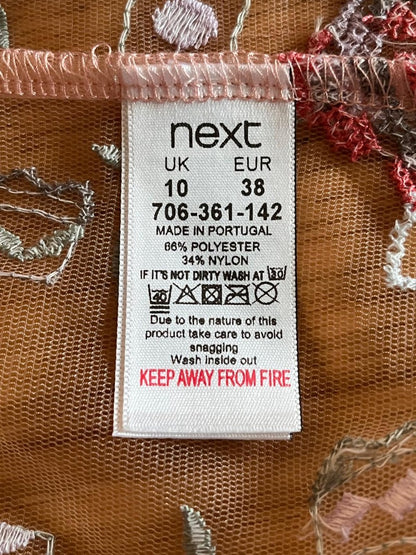 next
UK EUR
10 38
706-361-142
MADE IN PORTUGAL
66% POLYESTER
34% NYLON
IF IT'S NOT DIRTY WASH AT 30
40
Due to the nature of this
product take care to avoid
snagging
Wash inside out
KEEP AWAY FROM FIRE